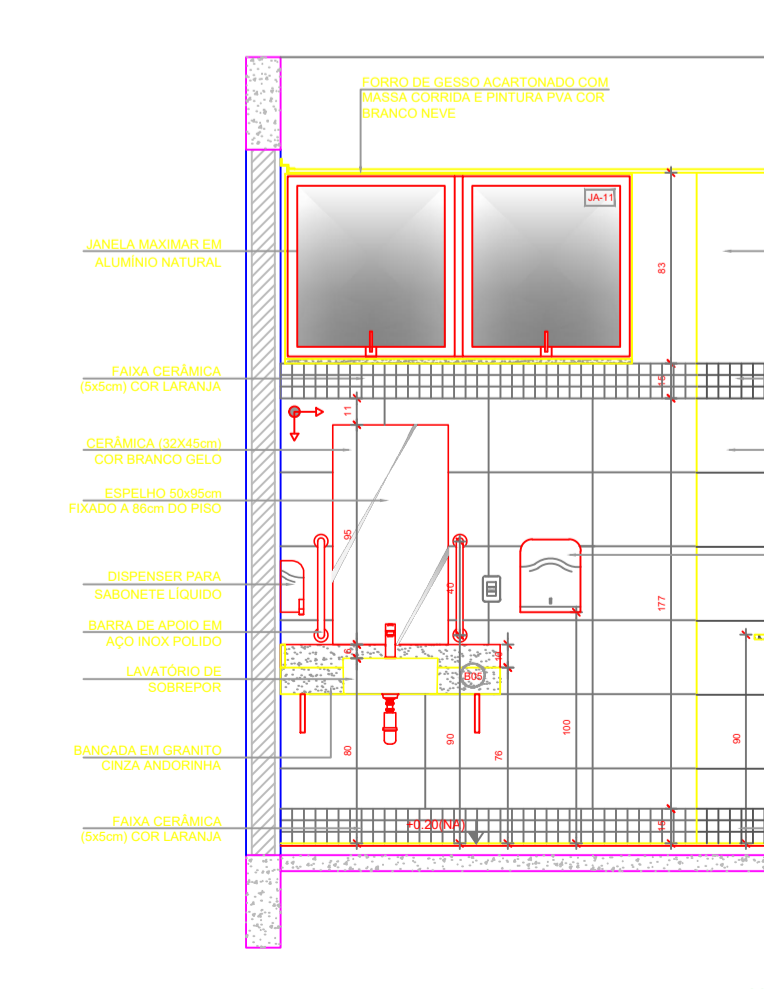 FORRO DE GESSO ACARTONADO COM
MASSA CORRIDA E PINTURA PVA COR
BRANCO NEVE
JA-11
JANELA MAXIMAR EM
ALUMÍNIO NATURAL
83
FAIXA CERÂMICA
(5x5cm) COR LARANJA
15
11
CERÂMICA (32X45cm)
COR BRANCO GELO
ESPELHO 50x95cm
FIXADO A 86cm DO PISO
95
DISPENSER PARA
SABONETE LÍQUIDO
40
177
BARRA DE APOIO EM
AÇO INOX POLIDO
6
LAVATÓRIO DE
SOBREPOR
B05
BANCADA EM GRANITO
CINZA ANDORINHA
80
90
76
100
90
FAIXA CERÂMICA
(5x5cm) COR LARANJA
+0.20(NA)
15